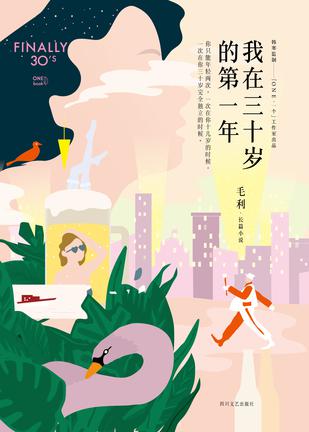 FINALLY
30'S
ONE
book
韩寒监制——「ONE·一个」工作室出品
我在三十岁
的第一年
你只能年轻两次，一次在你十几岁的时候，
一次在你三十岁完全独立的时候。
毛利·长篇小说
四川文艺出版社